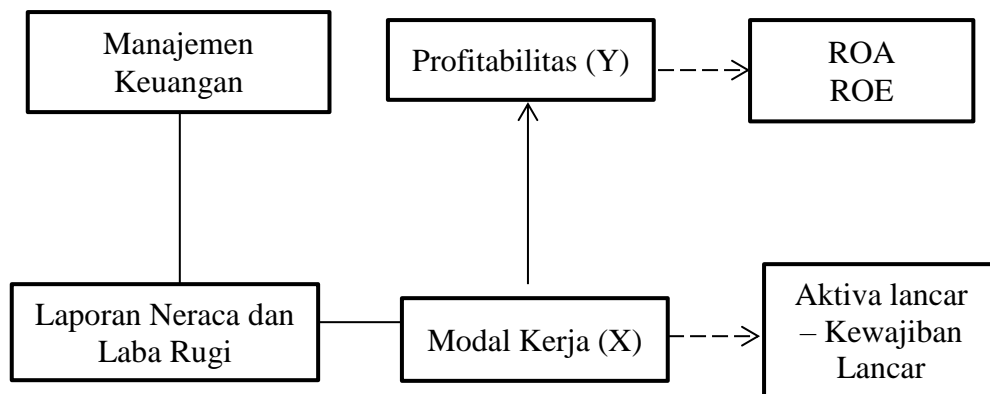 Manajemen
Keuangan
Profitabilitas (Y)
ROA
ROE
Laporan Neraca dan
Laba Rugi
Modal Kerja (X)
Aktiva lancar
– Kewajiban
Lancar